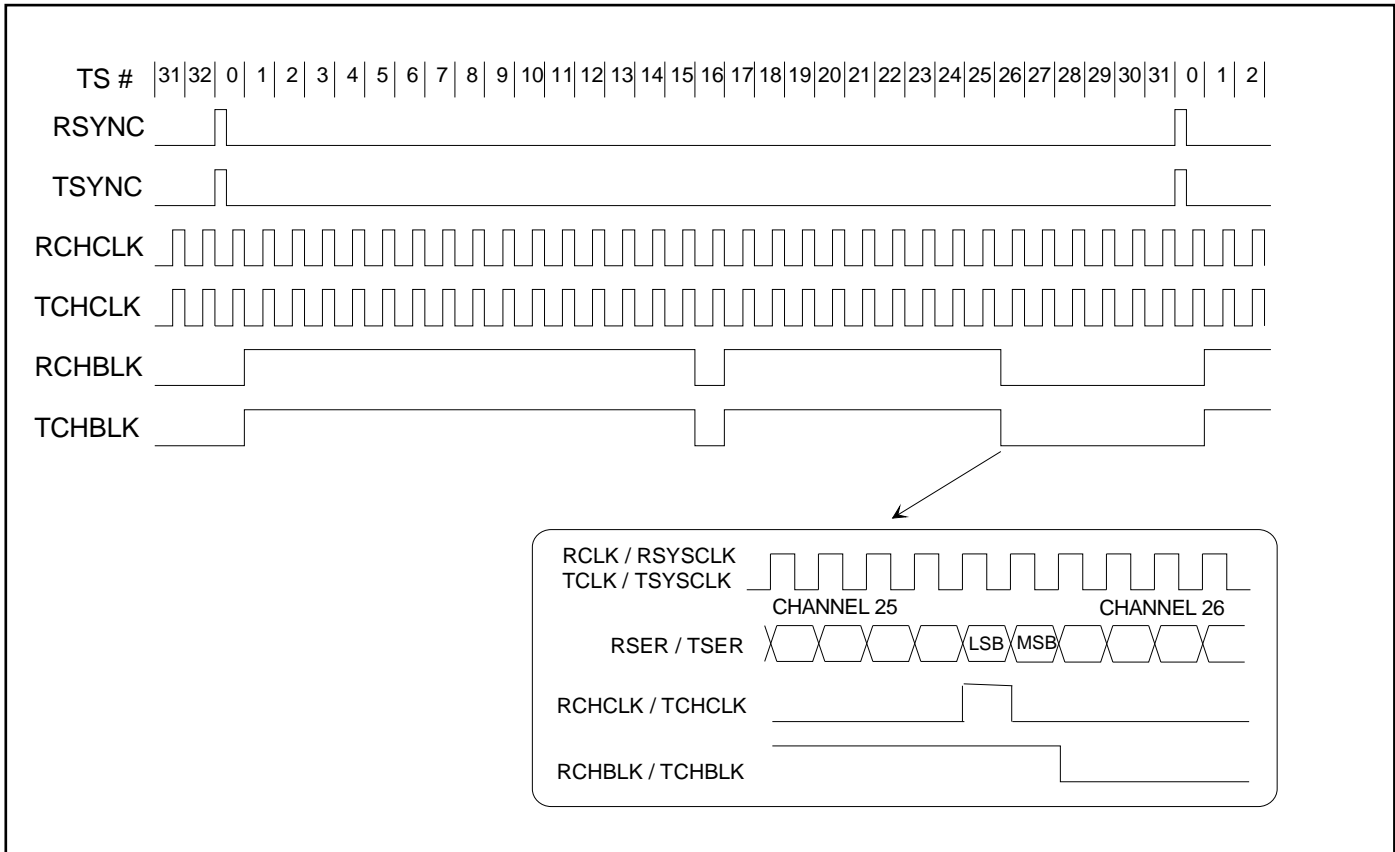 TS # 31 32 0 1 2 3 4 5 6 7 8 9 10 11 12 13 14 15 16 17 18 19 20 21 22 23 24 25 26 27 28 29 30 31 0 1 2
RSYNC
TSYNC
RCHCLK
TCHCLK
RCHBLK
TCHBLK
RCLK / RSYSCLK
TCLK / TSYSCLK
CHANNEL 25 CHANNEL 26
RSER / TSER LSB MSB
RCHCLK / TCHCLK
RCHBLK / TCHBLK